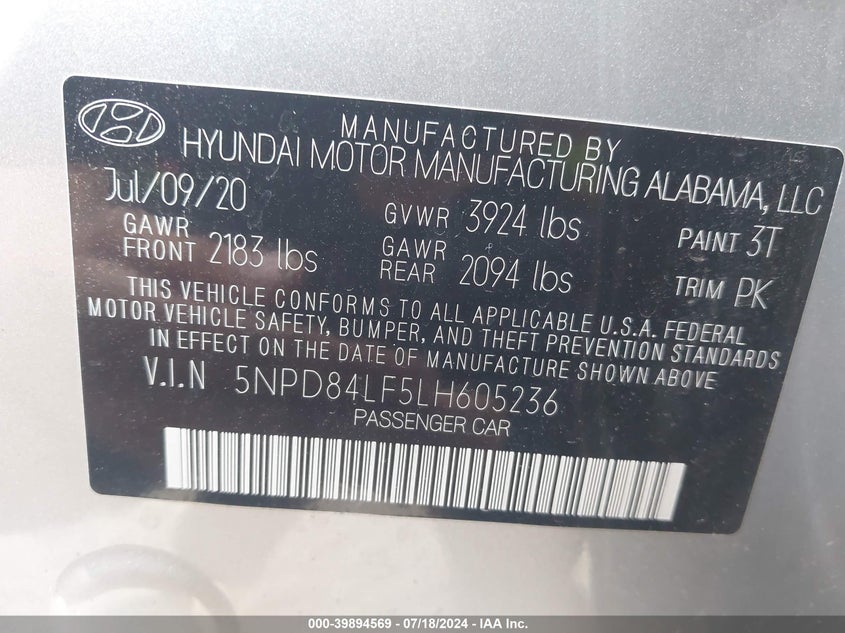 MANUFACTURED BY
HYUNDAI MOTOR MANUFACTURING ALABAMA, LLC
Jul/09/20
GVWR 3924 lbs
PAINT 3T
GAWR
FRONT 2183 lbs
GAWR
REAR 2094 lbs
TRIM PK
THIS VEHICLE CONFORMS TO ALL APPLICABLE U.S.A. FEDERAL
MOTOR VEHICLE SAFETY, BUMPER, AND THEFT PREVENTION STANDARDS
IN EFFECT ON THE DATE OF MANUFACTURE SHOWN ABOVE
V.I.N 5NPD84LF5LH605236
PASSENGER CAR
000-39894569 - 07/18/2024 - IAA Inc.